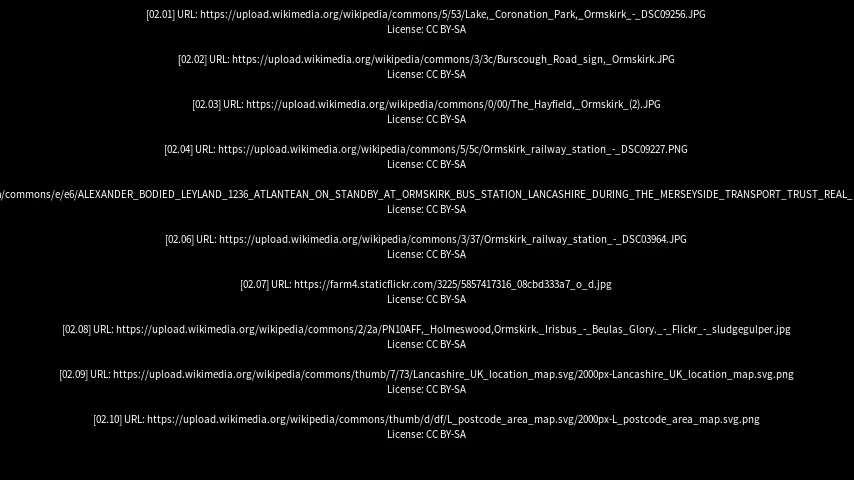 [02.01] URL: https://upload.wikimedia.org/wikipedia/commons/5/53/Lake,_Coronation_Park,_Ormskirk_-_DSC09256.JPG
License: CC BY-SA
[02.02] URL: https://upload.wikimedia.org/wikipedia/commons/3/3c/Burscough_Road_sign,_Ormskirk.JPG
License: CC BY-SA
[02.03] URL: https://upload.wikimedia.org/wikipedia/commons/0/00/The_Hayfield,_Ormskirk_(2).JPG
License: CC BY-SA
[02.04] URL: https://upload.wikimedia.org/wikipedia/commons/5/5c/Ormskirk_railway_station_-_DSC09227.PNG
License: CC BY-SA
/commons/e/e6/ALEXANDER_BODIED_LEYLAND_1236_ATLANTEAN_ON_STANDBY_AT_ORMSKIRK_BUS_STATION_LANCASHIRE_DURING_THE_MERSEYSIDE_TRANSPORT_TRUST_REAL_
License: CC BY-SA
[02.06] URL: https://upload.wikimedia.org/wikipedia/commons/3/37/Ormskirk_railway_station_-_DSC03964.JPG
License: CC BY-SA
[02.07] URL: https://farm4.staticflickr.com/3225/5857417316_08cbd333a7_o_d.jpg
License: CC BY-SA
[02.08] URL: https://upload.wikimedia.org/wikipedia/commons/2/2a/PN10AFF,_Holmeswood,Ormskirk._Irisbus_-_Beulas_Glory._-_Flickr_-_sludgegulper.jpg
License: CC BY-SA
[02.09] URL: https://upload.wikimedia.org/wikipedia/commons/thumb/7/73/Lancashire_UK_location_map.svg/2000px-Lancashire_UK_location_map.svg.png
License: CC BY-SA
[02.10] URL: https://upload.wikimedia.org/wikipedia/commons/thumb/d/df/L_postcode_area_map.svg/2000px-L_postcode_area_map.svg.png
License: CC BY-SA